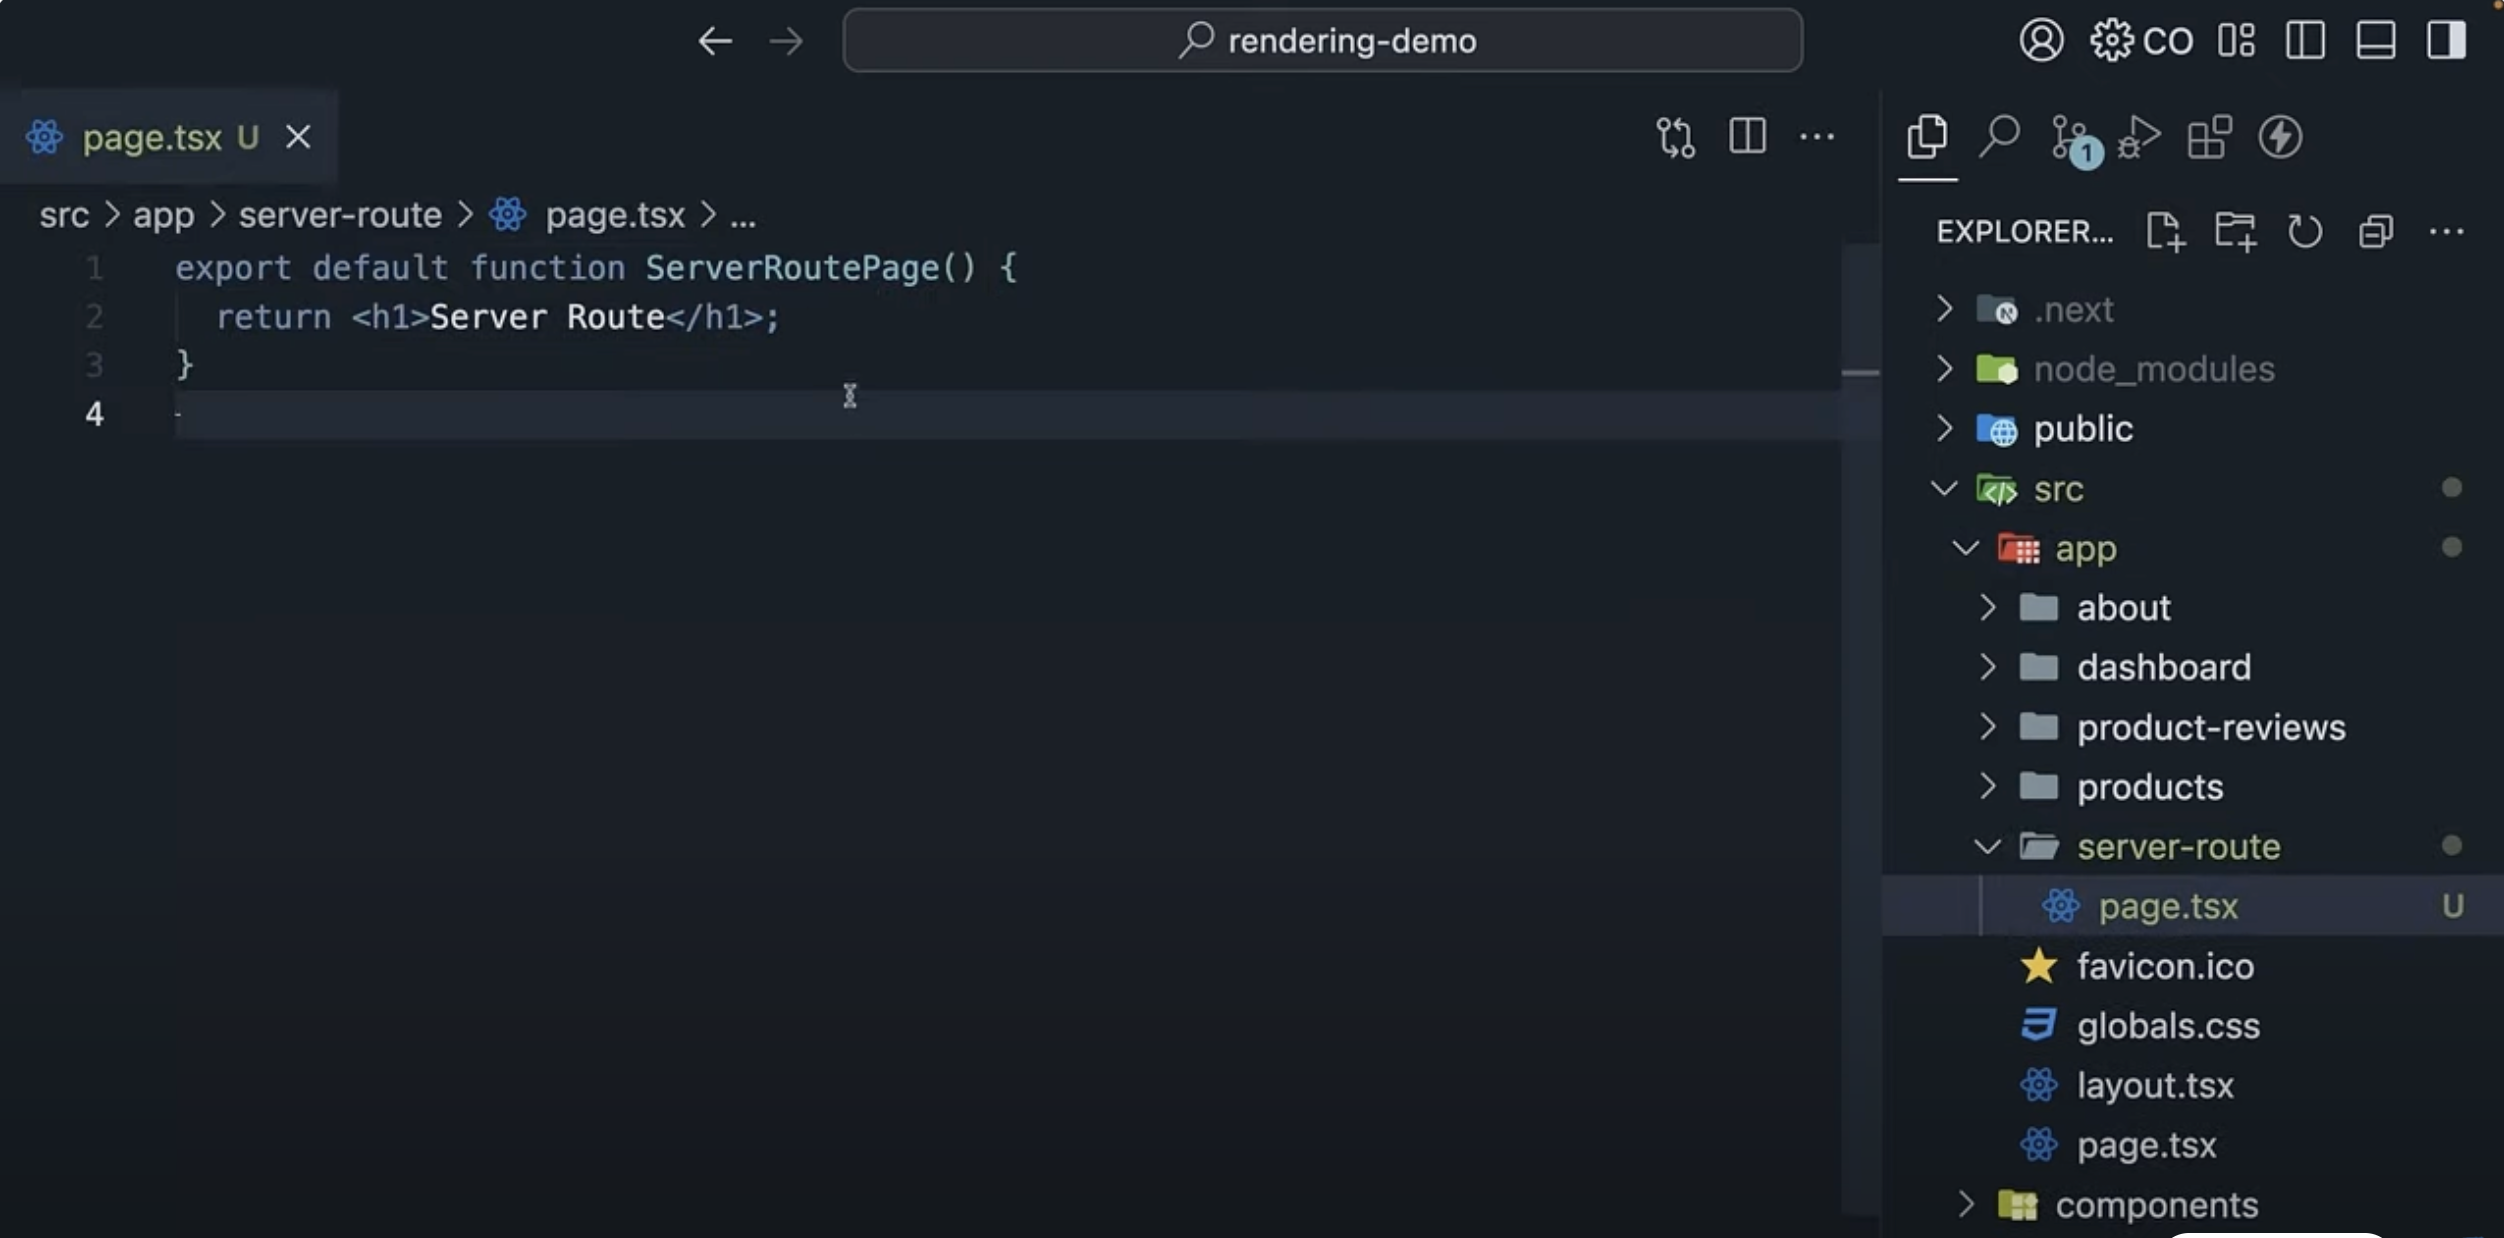 rendering-demo
CO
page.tsx U
1
src > app > server-route > page.tsx > ...
EXPLORER...
1 export default function ServerRoutePage() {
2 return <h1>Server Route</h1>;
3 }
4
.next
node_modules
public
src
app
about
dashboard
product-reviews
products
server-route
page.tsx U
favicon.ico
globals.css
layout.tsx
page.tsx
components